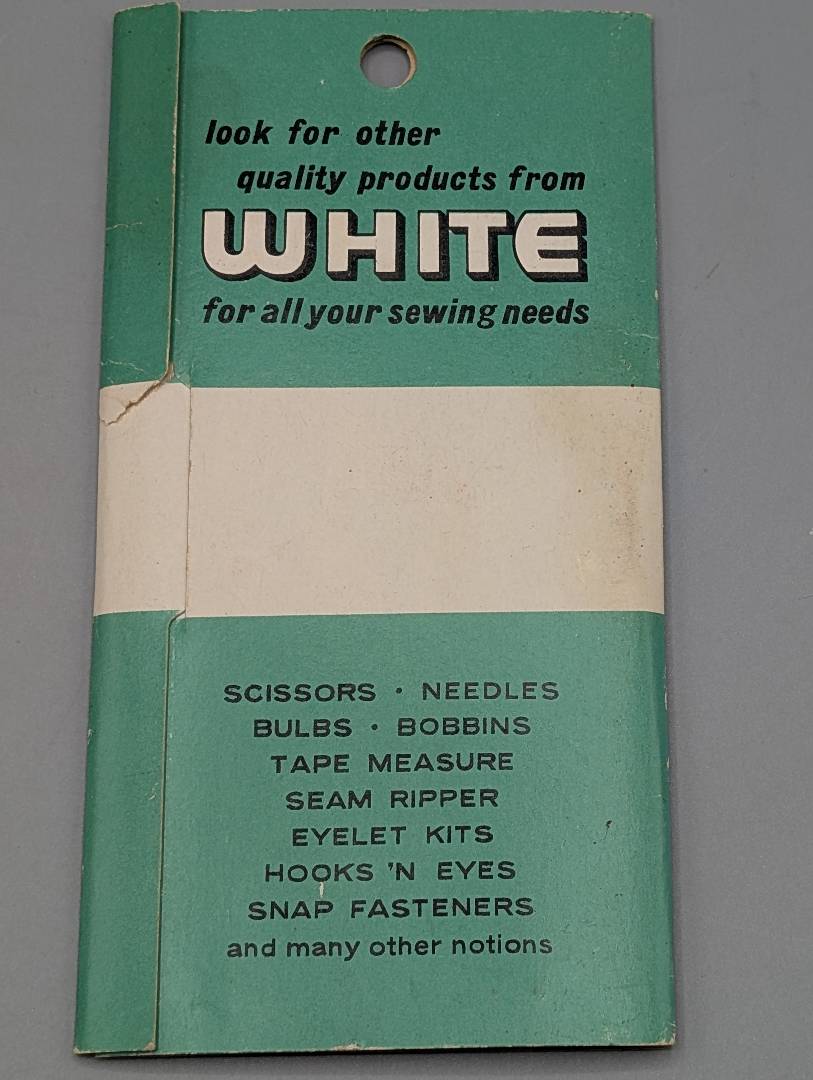 look for other
quality products from
WHITE
for all your sewing needs
SCISSORS · NEEDLES
BULBS · BOBBINS
TAPE MEASURE
SEAM RIPPER
EYELET KITS
HOOKS 'N EYES
SNAP FASTENERS
and many other notions